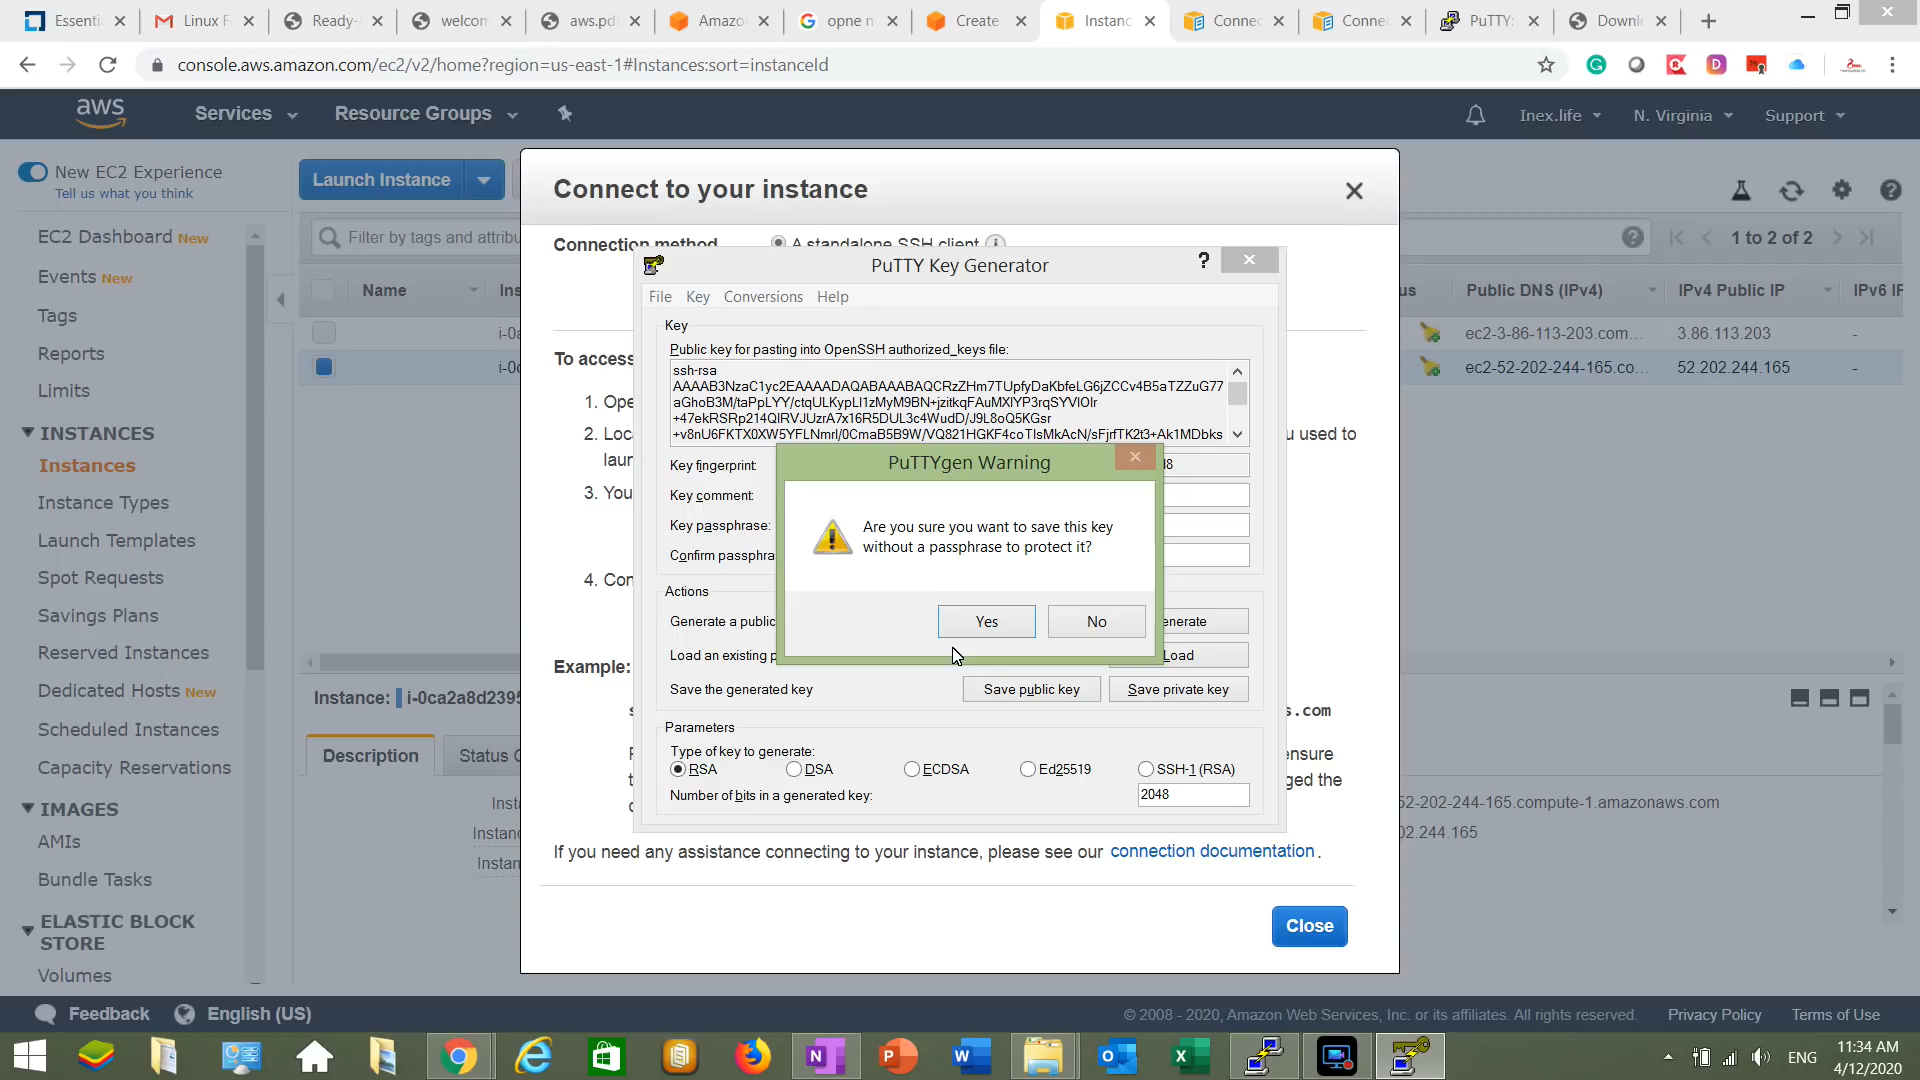 Essenti
Linux F
Ready-
welcom
aws.pd
Amazo
opne n
Create
Instanc
Connec
Connec
PuTTY:
Downl
console.aws.amazon.com/ec2/v2/home?region=us-east-1#Instances:sort=instanceId
aws
Services
Resource Groups
Inex.life
N. Virginia
Support
New EC2 Experience
Tell us what you think
EC2 Dashboard New
Events New
Tags
Reports
Limits
INSTANCES
Instances
Instance Types
Launch Templates
Spot Requests
Savings Plans
Reserved Instances
Dedicated Hosts New
Scheduled Instances
Capacity Reservations
IMAGES
AMIs
Bundle Tasks
ELASTIC BLOCK
STORE
Volumes
Launch Instance
Filter by tags and attribu
1 to 2 of 2
Name
Ins
us
Public DNS (IPv4)
IPv4 Public IP
IPv6 IF
i-0a
ec2-3-86-113-203.com...
3.86.113.203
-
i-0c
ec2-52-202-244-165.co...
52.202.244.165
-
Instance:
i-0ca2a8d2395
Description
Status C
Insta
Instan
Instan
52-202-244-165.compute-1.amazonaws.com
02.244.165
Connect to your instance
Connection method
A standalone SSH client
To access
1. Ope
2. Loc
u used to
laun
3. You
4. Con
Example:
s
s.com
ensure
ged the
If you need any assistance connecting to your instance, please see our connection documentation.
Close
PuTTY Key Generator
?
File
Key
Conversions
Help
Key
Public key for pasting into OpenSSH authorized_keys file:
ssh-rsa
AAAAB3NzaC1yc2EAAAADAQABAAABAQCRzZHm7TUpfyDaKbfeLG6jZCCv4B5aTZZuG77
aGhoB3M/taPpLYY/ctqULKypLI1zMyM9BN+jzitkqFAuMXIYP3rqSYVlOIr
+47ekRSRp214QlRVJUzrA7x16R5DUL3c4WudD/J9L8oQ5KGsr
+v8nU6FKTX0XW5YFLNmrl/0CmaB5B9W/VQ821HGKF4coTlsMkAcN/sFjrfTK2t3+Ak1MDbks
Key fingerprint:
Key comment:
Key passphrase:
Confirm passphra
Actions
Generate a public
enerate
Load an existing p
Load
Save the generated key
Save public key
Save private key
Parameters
Type of key to generate:
RSA
DSA
ECDSA
Ed25519
SSH-1 (RSA)
Number of bits in a generated key:
2048
PuTTYgen Warning
Are you sure you want to save this key
without a passphrase to protect it?
Yes
No
Feedback
English (US)
© 2008 - 2020, Amazon Web Services, Inc. or its affiliates. All rights reserved.
Privacy Policy
Terms of Use
ENG
11:34 AM
4/12/2020